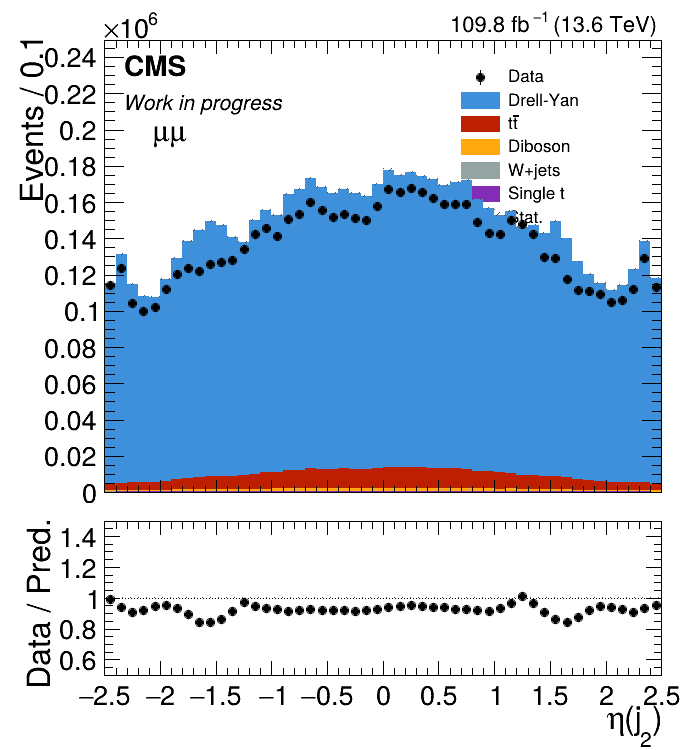 ×10⁶
109.8 fb⁻¹ (13.6 TeV)
CMS
Work in progress
μμ
Data
Drell-Yan
tt̄
Diboson
W+jets
Single t
Stat.
Events / 0.1
0.24
0.22
0.2
0.18
0.16
0.14
0.12
0.1
0.08
0.06
0.04
0.02
0
Data / Pred.
1.4
1.2
1
0.8
0.6
−2.5 −2 −1.5 −1 −0.5 0 0.5 1 1.5 2 2.5
η(j₂)